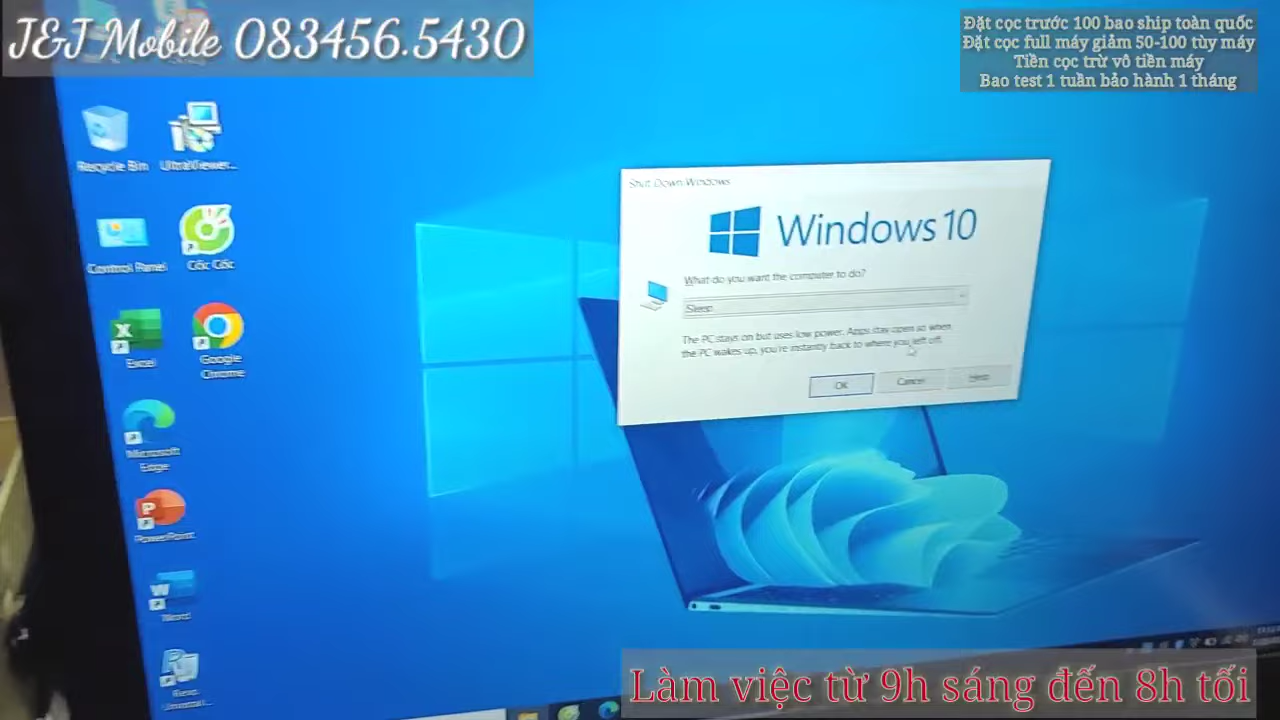 J&J Mobile 083456.5430
Đặt cọc trước 100 bao ship toàn quốc
Đặt cọc full máy giảm 50-100 tùy máy
Tiền cọc trừ vô tiền máy
Bao test 1 tuần bảo hành 1 tháng
Recycle Bin
UltraViewer...
Control Panel
Cốc Cốc
Excel
Google
Chrome
Microsoft
Edge
PowerPoint
Word
Shut Down Windows
Windows 10
What do you want the computer to do?
Sleep
The PC stays on but uses low power. Apps stay open so when
the PC wakes up, you're instantly back to where you left off.
OK
Cancel
Help
Làm việc từ 9h sáng đến 8h tối